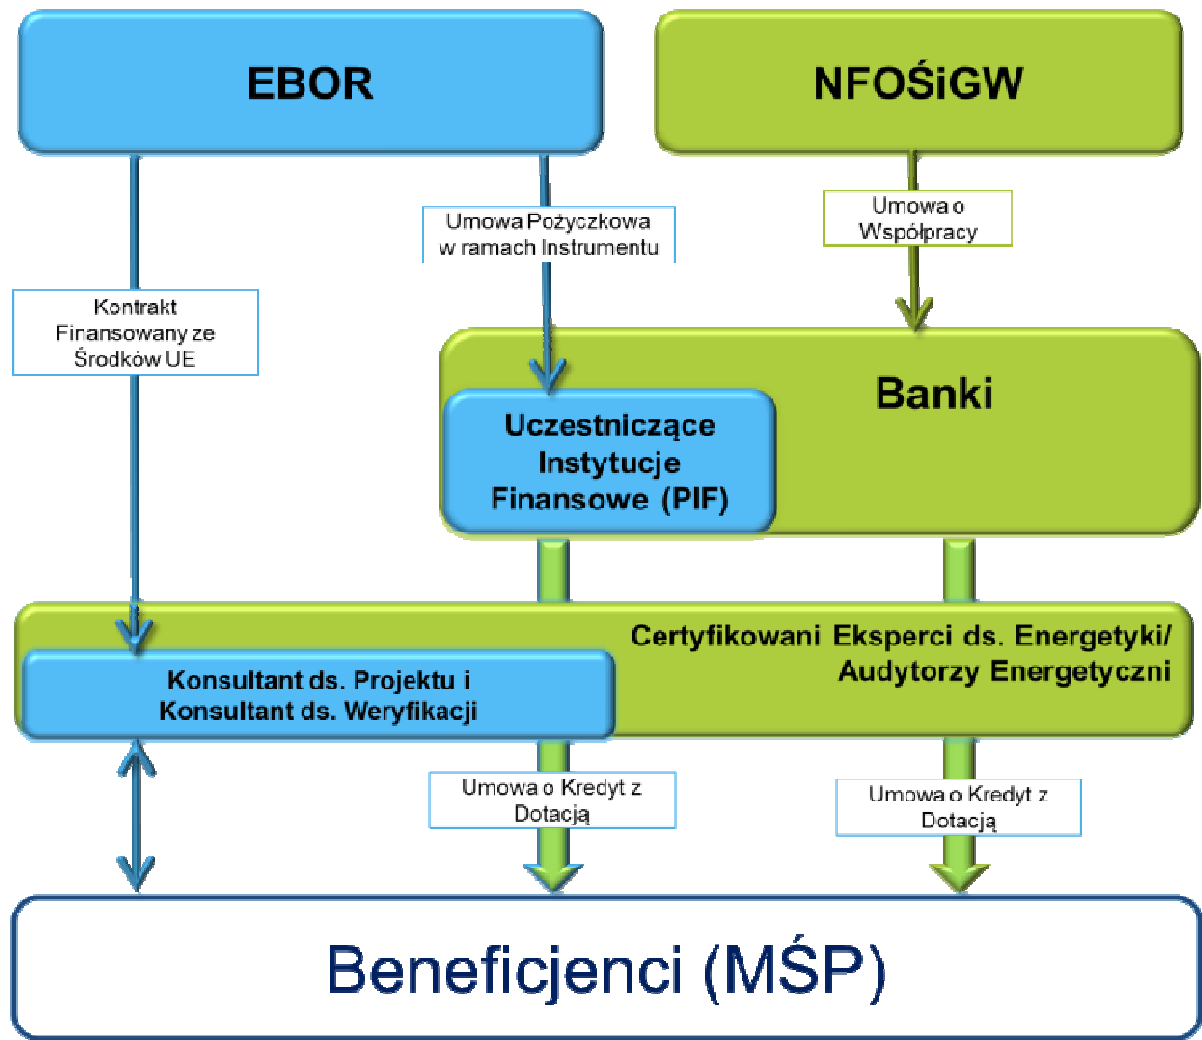 EBOR
NFOŚiGW
Umowa Pożyczkowa
w ramach Instrumentu
Umowa o
Współpracy
Kontrakt
Finansowany ze
Środków UE
Banki
Uczestniczące
Instytucje
Finansowe (PIF)
Certyfikowani Eksperci ds. Energetyki/
Audytorzy Energetyczni
Konsultant ds. Projektu i
Konsultant ds. Weryfikacji
Umowa o Kredyt z
Dotacją
Umowa o Kredyt z
Dotacją
Beneficjenci (MŚP)